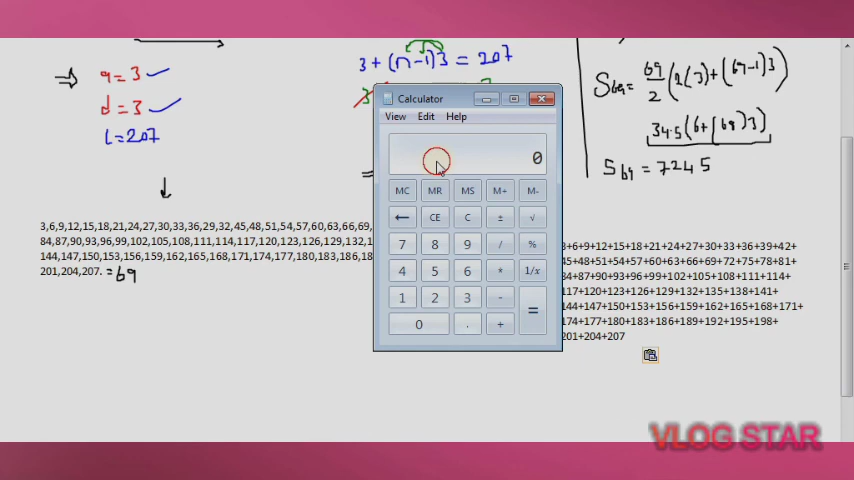 3+(n-1)3=207
⇒ a=3
d=3
L=207
S69= 69/2 (2(3)+(69-1)3)
34.5(6+(68)3)
S69=7245
Calculator
View Edit Help
0
MC MR MS M+ M-
← CE C ± √
7 8 9 / %
4 5 6 * 1/x
1 2 3 - =
0 . +
3,6,9,12,15,18,21,24,27,30,33,36,29,32,45,48,51,54,57,60,63,66,69,
84,87,90,93,96,99,102,105,108,111,114,117,120,123,126,129,132,1
144,147,150,153,156,159,162,165,168,171,174,177,180,183,186,18
201,204,207. =69
3+6+9+12+15+18+21+24+27+30+33+36+39+42+
45+48+51+54+57+60+63+66+69+72+75+78+81+
84+87+90+93+96+99+102+105+108+111+114+
117+120+123+126+129+132+135+138+141+
144+147+150+153+156+159+162+165+168+171+
174+177+180+183+186+189+192+195+198+
201+204+207
VLOG STAR